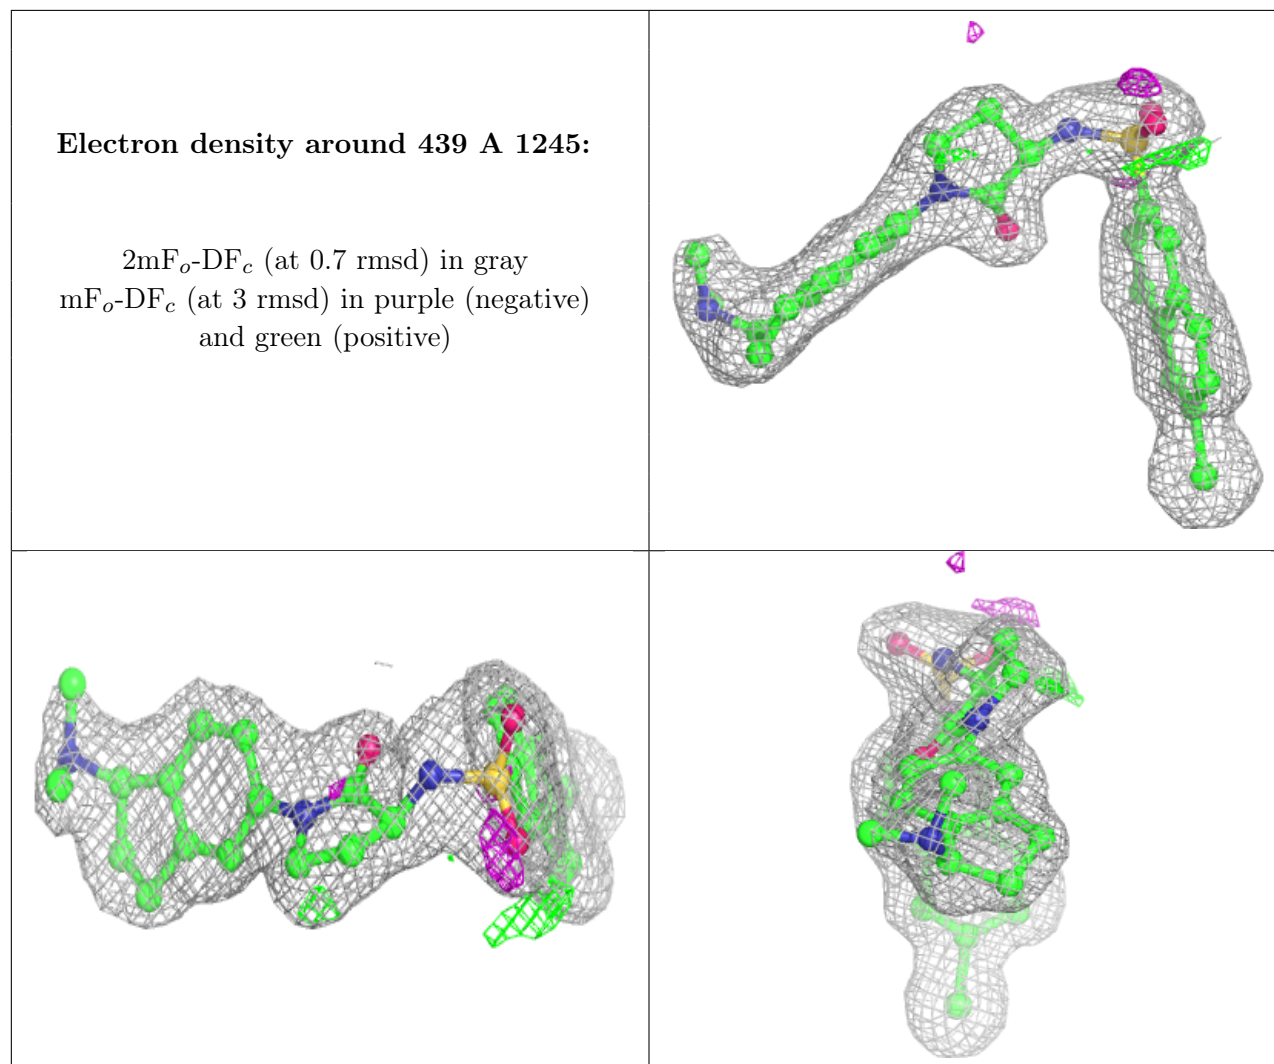 Electron density around 439 A 1245:
2mFo-DFc (at 0.7 rmsd) in gray
mFo-DFc (at 3 rmsd) in purple (negative)
and green (positive)